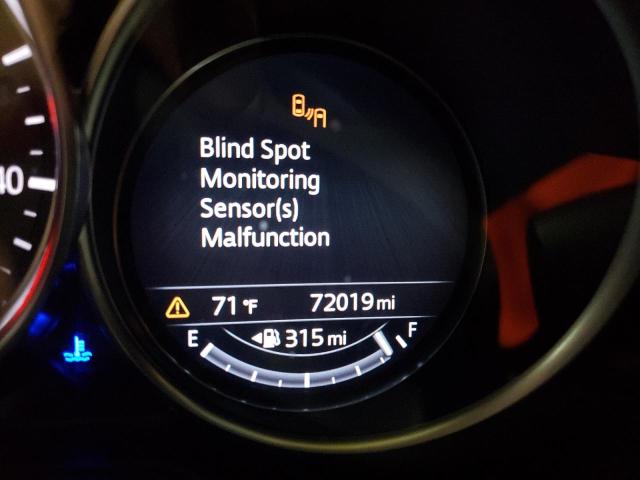 Blind Spot
Monitoring
Sensor(s)
Malfunction
71°F 72019 mi
E 315 mi F
40